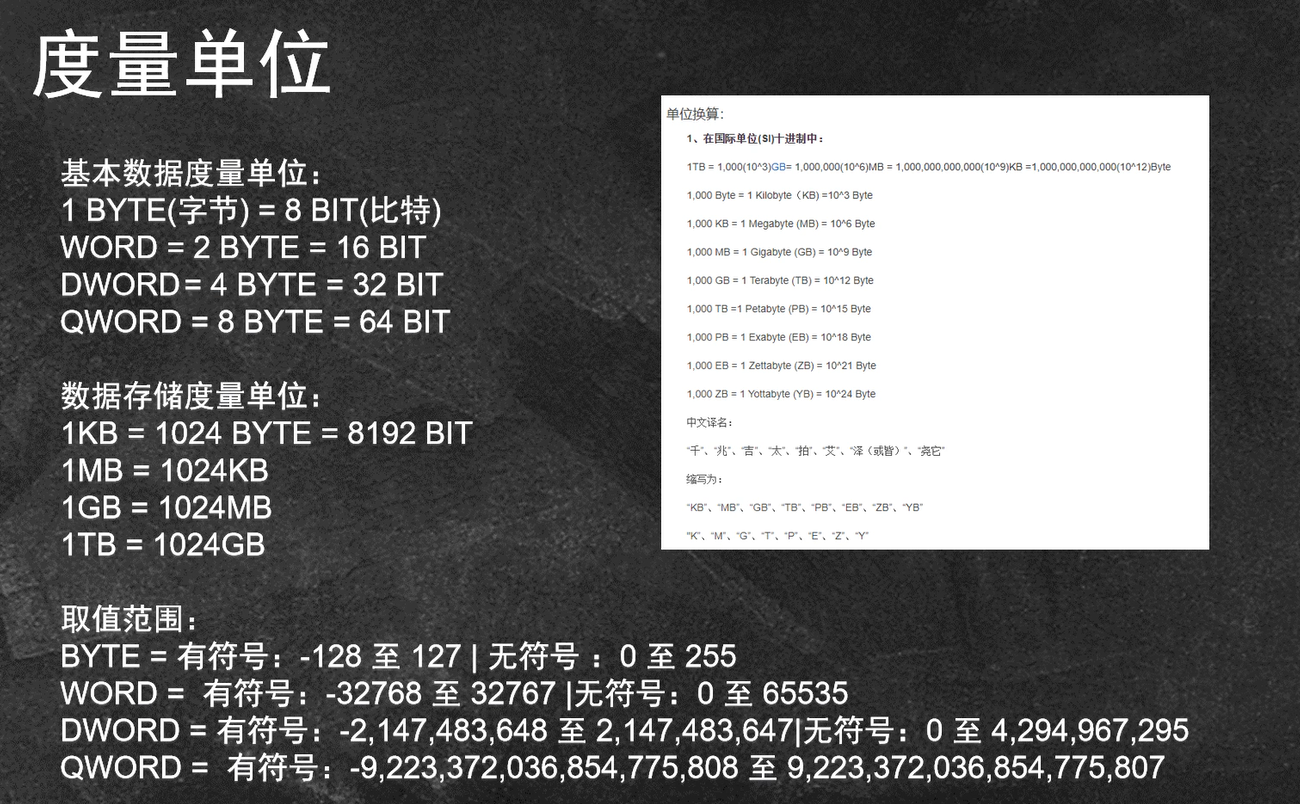 度量单位
基本数据度量单位：
1 BYTE(字节) = 8 BIT(比特)
WORD = 2 BYTE = 16 BIT
DWORD = 4 BYTE = 32 BIT
QWORD = 8 BYTE = 64 BIT
数据存储度量单位：
1KB = 1024 BYTE = 8192 BIT
1MB = 1024KB
1GB = 1024MB
1TB = 1024GB
取值范围：
BYTE = 有符号：-128 至 127 | 无符号 ：0 至 255
WORD =  有符号：-32768 至 32767 |无符号：0 至 65535
DWORD = 有符号：-2,147,483,648 至 2,147,483,647|无符号：0 至 4,294,967,295
QWORD =  有符号：-9,223,372,036,854,775,808 至 9,223,372,036,854,775,807
单位换算：
1、在国际单位(SI)十进制中：
1TB = 1,000(10^3)GB= 1,000,000(10^6)MB = 1,000,000,000,000(10^9)KB =1,000,000,000,000(10^12)Byte
1,000 Byte = 1 Kilobyte（KB) =10^3 Byte
1,000 KB = 1 Megabyte (MB) = 10^6 Byte
1,000 MB = 1 Gigabyte (GB) = 10^9 Byte
1,000 GB = 1 Terabyte (TB) = 10^12 Byte
1,000 TB =1 Petabyte (PB) = 10^15 Byte
1,000 PB = 1 Exabyte (EB) = 10^18 Byte
1,000 EB = 1 Zettabyte (ZB) = 10^21 Byte
1,000 ZB = 1 Yottabyte (YB) = 10^24 Byte
中文译名：
“千”、“兆”、“吉”、“太”、“拍”、“艾”、“泽（或皆）”、“尧它”
缩写为：
“KB”、“MB”、“GB”、“TB”、“PB”、“EB”、“ZB”、“YB”
“K”、“M”、“G”、“T”、“P”、“E”、“Z”、“Y”